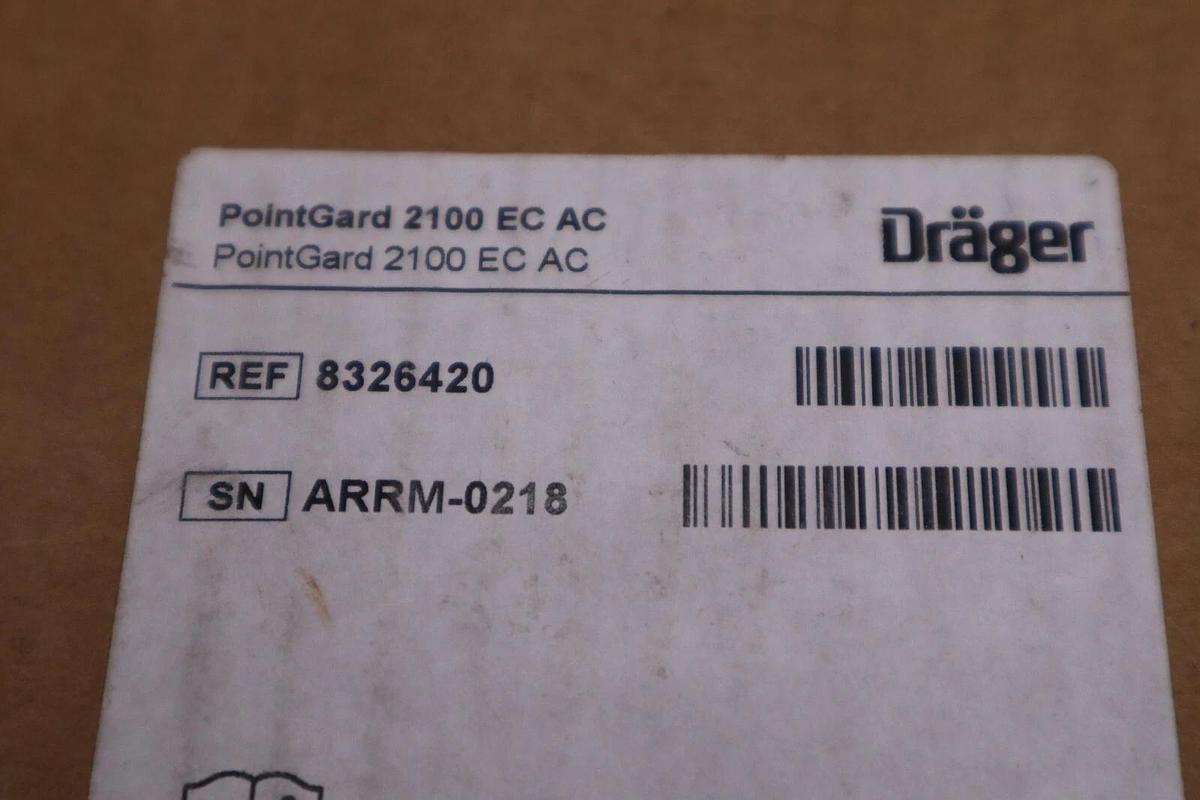 PointGard 2100 EC AC
PointGard 2100 EC AC
Dräger
REF 8326420
SN ARRM-0218